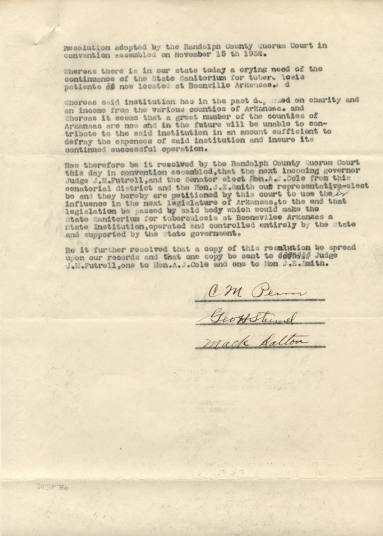 Resolution adopted by the Randolph County Quorum Court in
convention assembled on November 15 th 1932.
Whereas there is in our state today a crying need of the
continuance of the State Sanitorium for tuberculosis
patients as now located at Boonville Arkansas.
Whereas said institution has in the past depended on charity and
an income from the various counties of Arkansas, and
Whereas it seems that a great number of the counties of
Arkansas are now and in the future will be unable to con-
tribute to the said institution in an amount sufficient to
defray the expenses of said institution and insure its
continued successful operation.
Now therefore be it resolved by the Randolph County Quorum Court
this day in convention assembled, that the next incoming governor
Judge J.M.Futrell, and the Senator elect Hon.A.J.Cole from this
senatorial district and the Hon.J.E.Smith our representative-elect
be and they hereby are petitioned by this court to use their
influence in the next legislature of Arkansas, to the end that
legislation be passed by said body which would make the
State Sanitorium for tuberculosis at Booneville Arkansas a
State Institution, operated and controlled entirely by the State
and supported by the State government.
Be it further resolved that a copy of this resolution be spread
upon our records and that one copy be sent to Judge
J.M.Futrell, one to Hon.A.J.Cole and one to Hon J.E.Smith.
C M Penn
Geo H
Mack Dalton